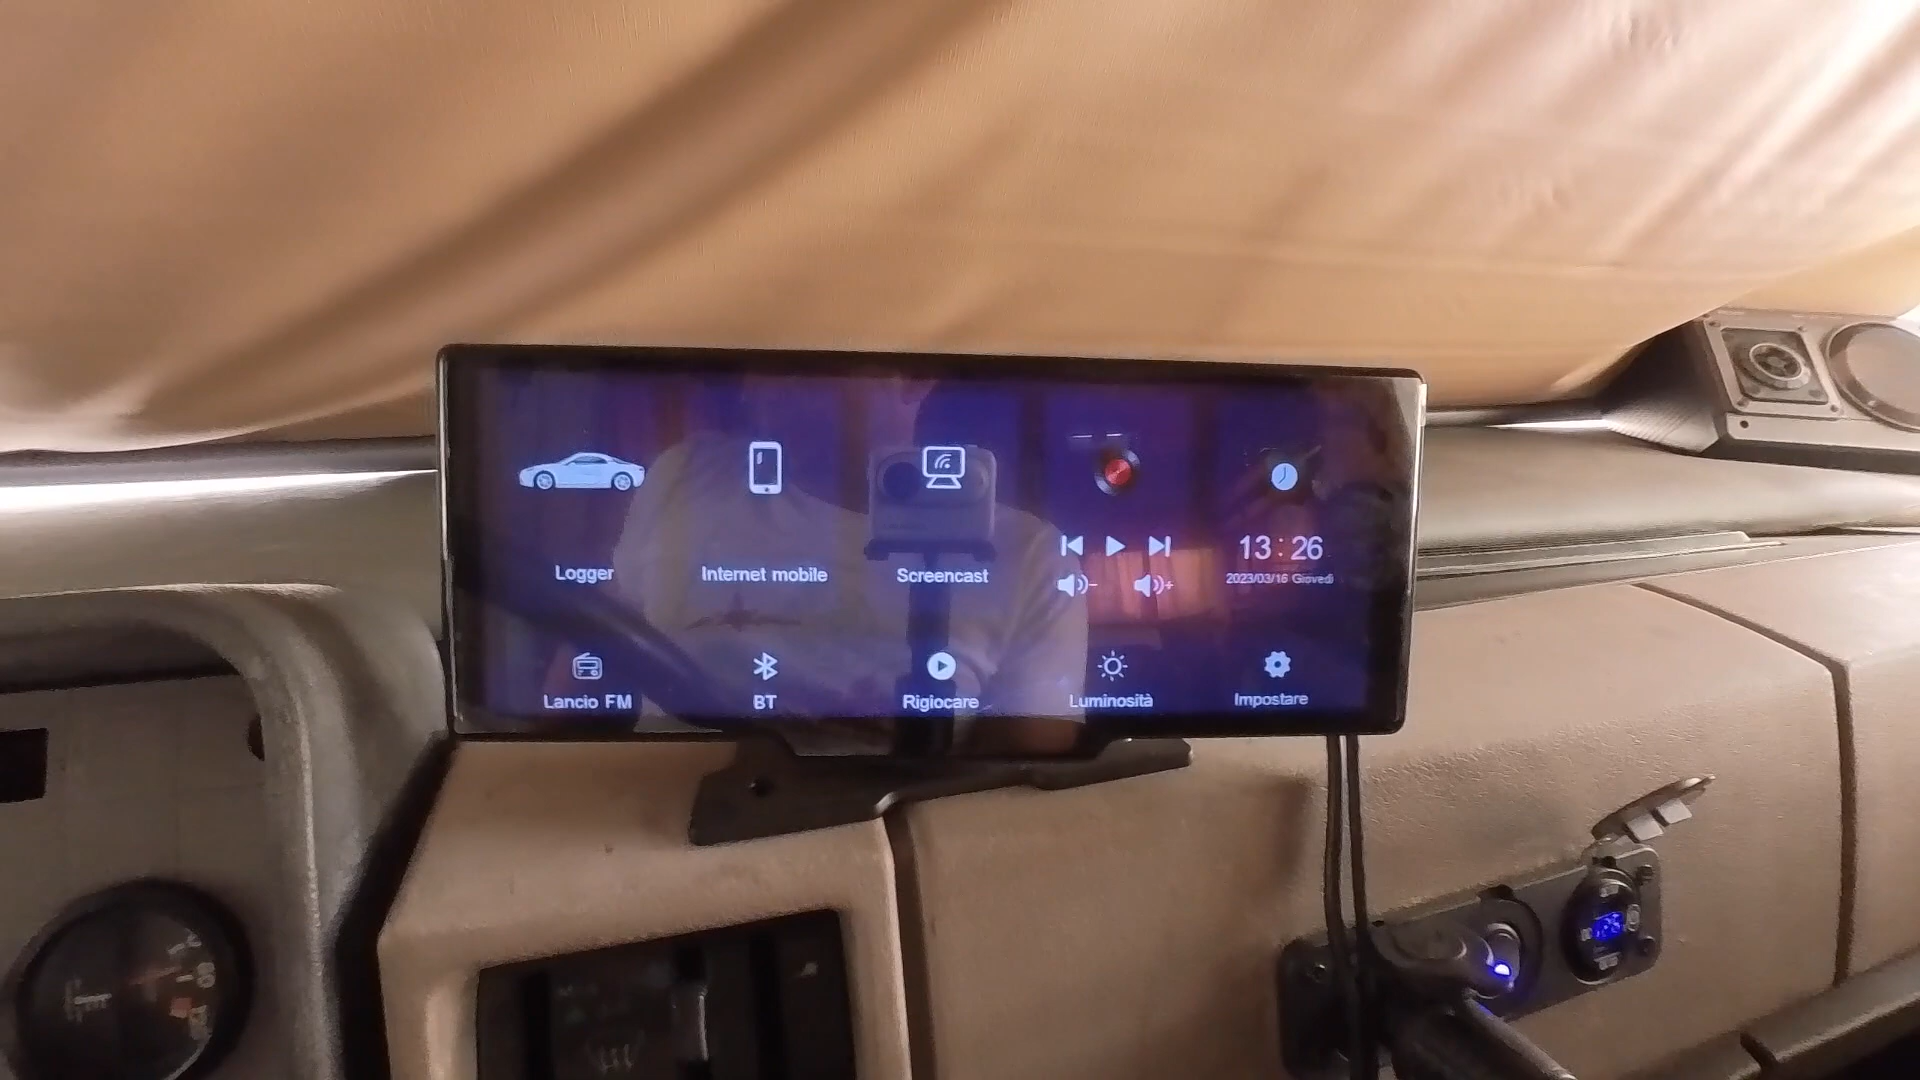 Logger
Internet mobile
Screencast
13:26
2023/03/16 Giovedì
Lancio FM
BT
Rigiocare
Luminosità
Impostare